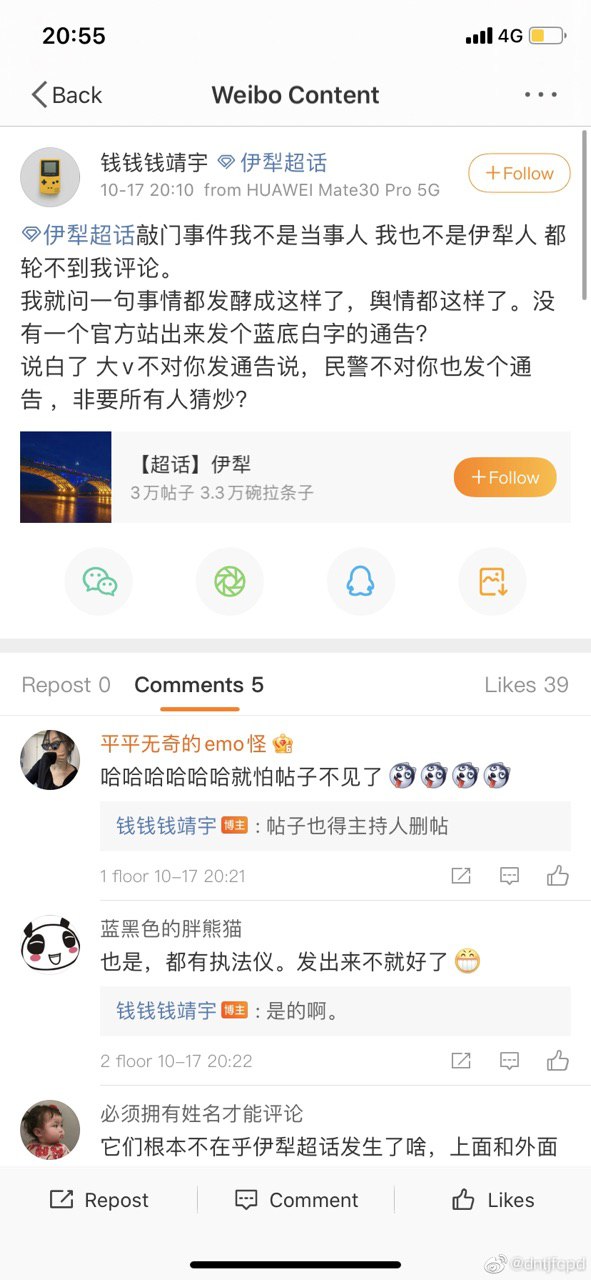 20:55
4G
Back
Weibo Content
钱钱钱靖宇 伊犁超话
10-17 20:10 from HUAWEI Mate30 Pro 5G
+Follow
伊犁超话敲门事件我不是当事人 我也不是伊犁人 都
轮不到我评论。
我就问一句事情都发酵成这样了，舆情都这样了。没
有一个官方站出来发个蓝底白字的通告？
说白了 大v不对你发通告说，民警不对你也发个通
告 ，非要所有人猜炒？
【超话】伊犁
3万帖子 3.3万碗拉条子
+Follow
Repost 0
Comments 5
Likes 39
平平无奇的emo怪
哈哈哈哈哈哈就怕帖子不见了
钱钱钱靖宇 博主 : 帖子也得主持人删帖
1 floor 10-17 20:21
蓝黑色的胖熊猫
也是，都有执法仪。发出来不就好了
钱钱钱靖宇 博主 : 是的啊。
2 floor 10-17 20:22
必须拥有姓名才能评论
它们根本不在乎伊犁超话发生了啥，上面和外面
Repost
Comment
Likes
@dntjfcpd